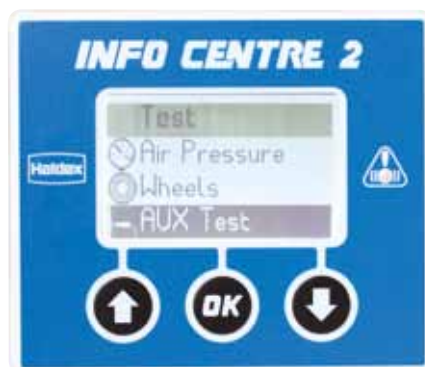 INFO CENTRE 2
Test
Air Pressure
Haldex
Wheels
AUX Test
OK